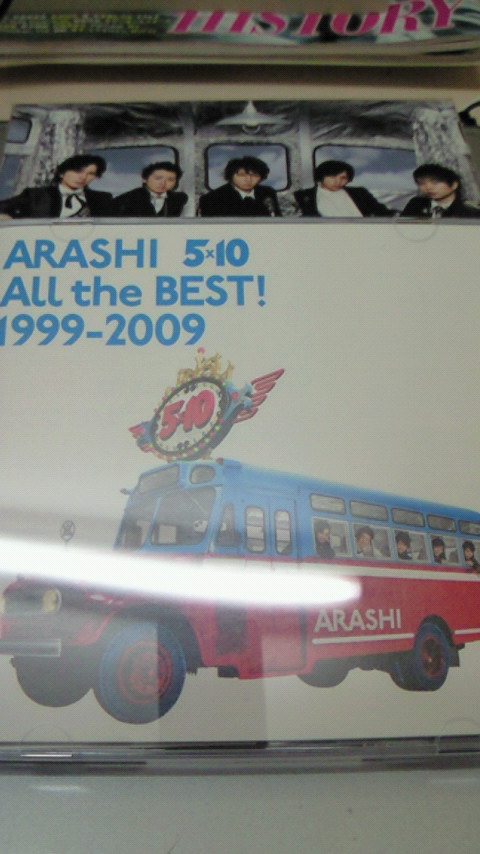 HISTORY
ARASHI 5×10
All the BEST!
1999-2009
5×10
ARASHI